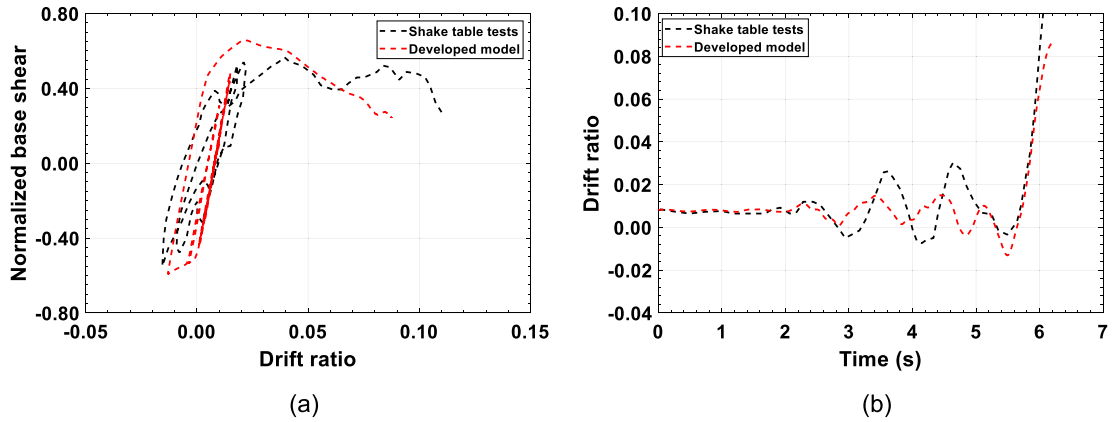 0.80
0.40
0.00
-0.40
-0.80
-0.05
0.00
0.05
0.10
0.15
Normalized base shear
Drift ratio
Shake table tests
Developed model
(a)
0.10
0.08
0.06
0.04
0.02
0.00
-0.02
-0.04
0
1
2
3
4
5
6
7
Drift ratio
Time (s)
Shake table tests
Developed model
(b)